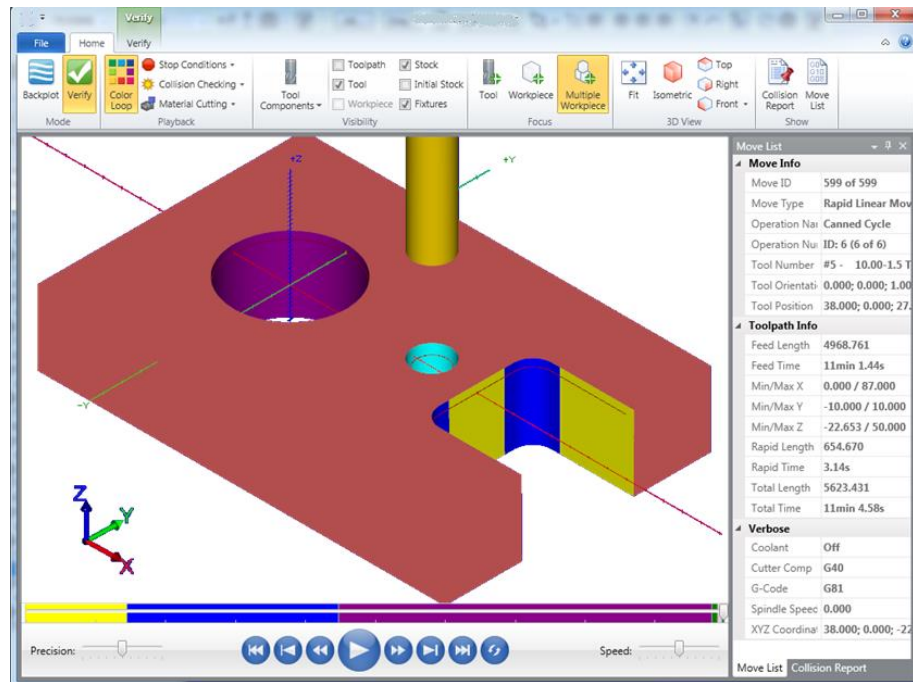 Verify
File Home Verify
Backplot
Verify
Color Loop
Stop Conditions
Collision Checking
Material Cutting
Tool Components
Toolpath
Tool
Workpiece
Stock
Initial Stock
Fixtures
Tool
Workpiece
Multiple Workpiece
Fit
Isometric
Top
Right
Front
Collision Report
Move List
Mode Playback Visibility Focus 3D View Show
+Z
+Y
-Y
Z
Y
X
Move List
Move Info
Move ID 599 of 599
Move Type Rapid Linear Mov
Operation Nai Canned Cycle
Operation Nu ID: 6 (6 of 6)
Tool Number #5 - 10.00-1.5 T
Tool Orientati 0.000; 0.000; 1.00
Tool Position 38.000; 0.000; 27.
Toolpath Info
Feed Length 4968.761
Feed Time 11min 1.44s
Min/Max X 0.000 / 87.000
Min/Max Y -10.000 / 10.000
Min/Max Z -22.653 / 50.000
Rapid Length 654.670
Rapid Time 3.14s
Total Length 5623.431
Total Time 11min 4.58s
Verbose
Coolant Off
Cutter Comp G40
G-Code G81
Spindle Speec 0.000
XYZ Coordinat 38.000; 0.000; -22
Precision:
Speed:
Move List Collision Report